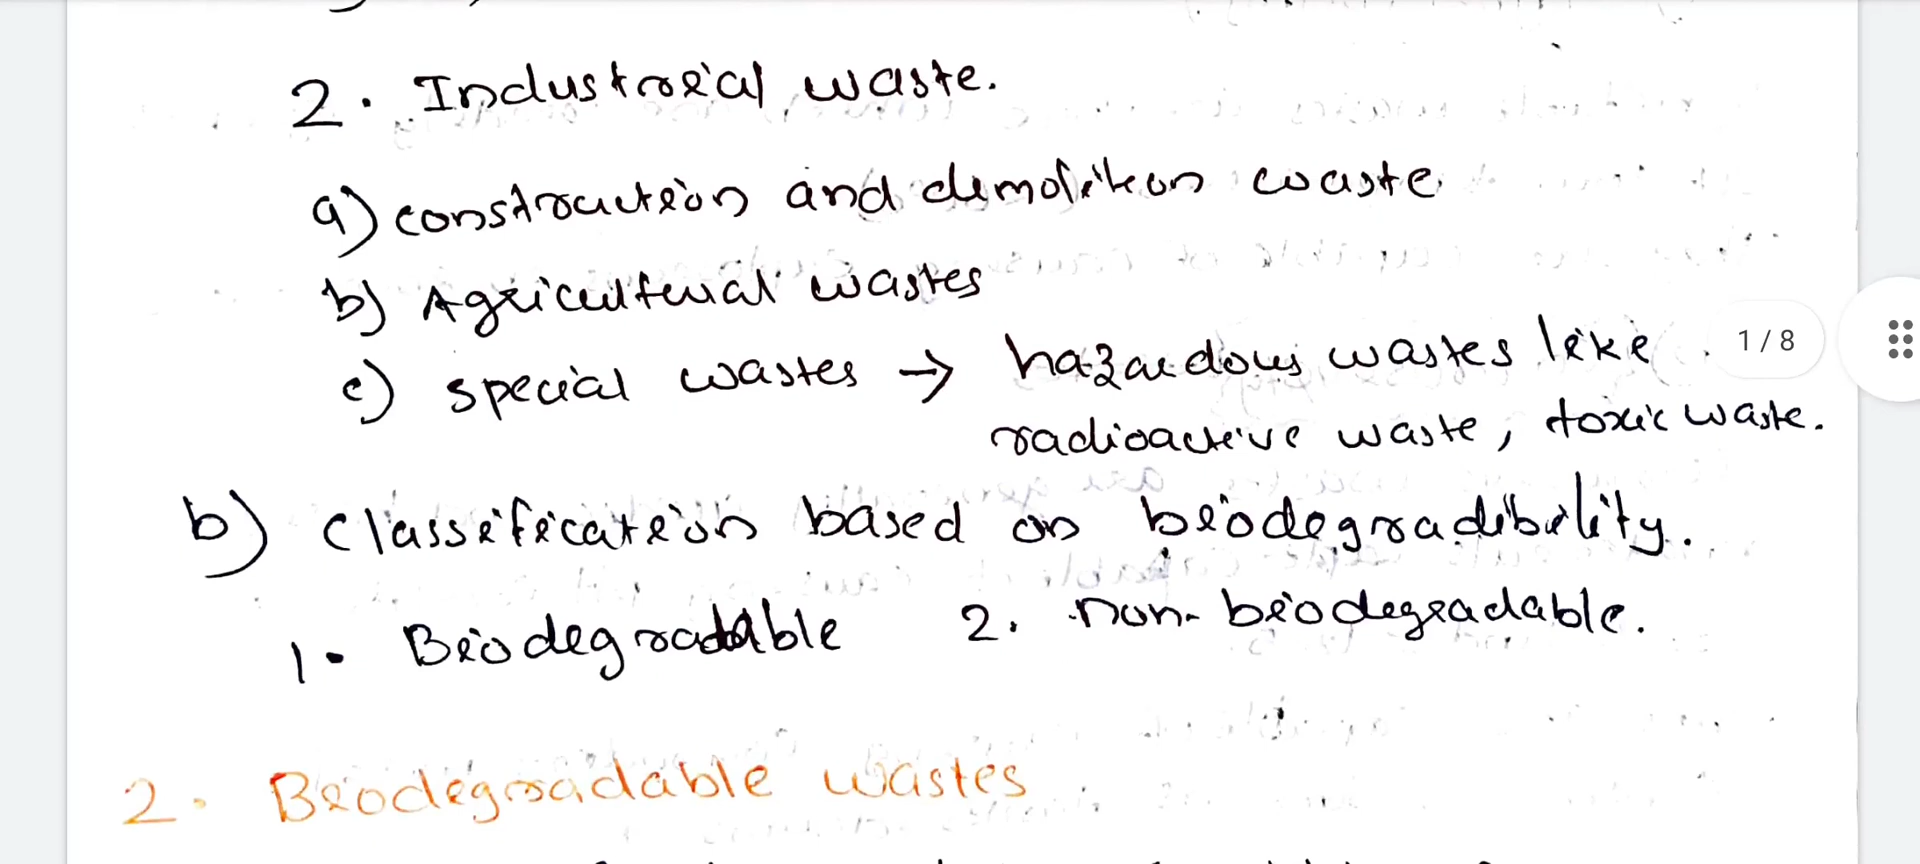 2. Industrial waste.
a) construction and demolition waste
b) Agricultural wastes
c) special wastes → hazardous wastes like
radioactive waste, toxic waste.
1/8
b) Classification based on biodegradibility.
1. Biodegradable 2. non-biodegradable.
2. Biodegradable wastes